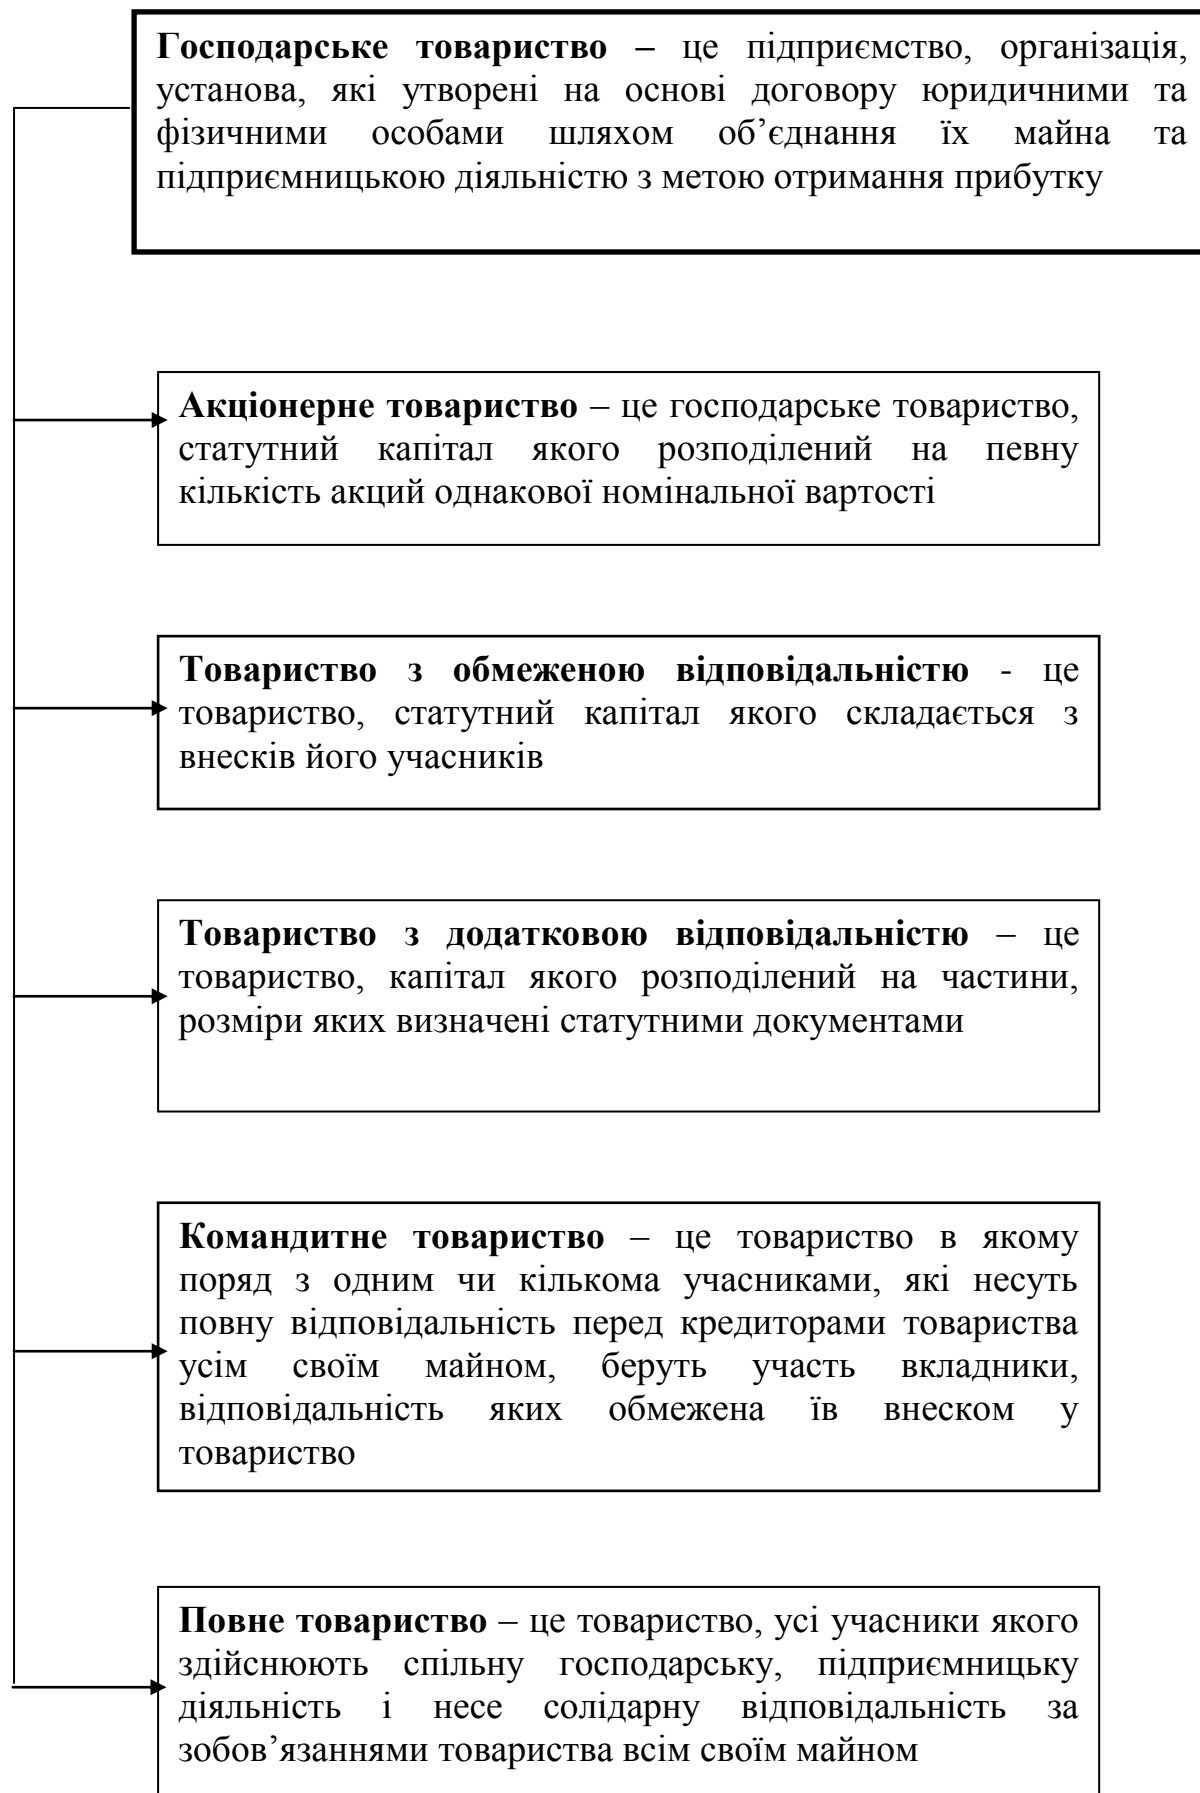 Господарське товариство – це підприємство, організація,
установа, які утворені на основі договору юридичними та
фізичними особами шляхом об’єднання їх майна та
підприємницькою діяльністю з метою отримання прибутку
Акціонерне товариство – це господарське товариство,
статутний капітал якого розподілений на певну
кількість акций однакової номінальної вартості
Товариство з обмеженою відповідальністю - це
товариство, статутний капітал якого складається з
внесків його учасників
Товариство з додатковою відповідальністю – це
товариство, капітал якого розподілений на частини,
розміри яких визначені статутними документами
Командитне товариство – це товариство в якому
поряд з одним чи кількома учасниками, які несуть
повну відповідальність перед кредиторами товариства
усім своїм майном, беруть участь вкладники,
відповідальність яких обмежена їв внеском у
товариство
Повне товариство – це товариство, усі учасники якого
здійснюють спільну господарську, підприємницьку
діяльність і несе солідарну відповідальність за
зобов’язаннями товариства всім своїм майном